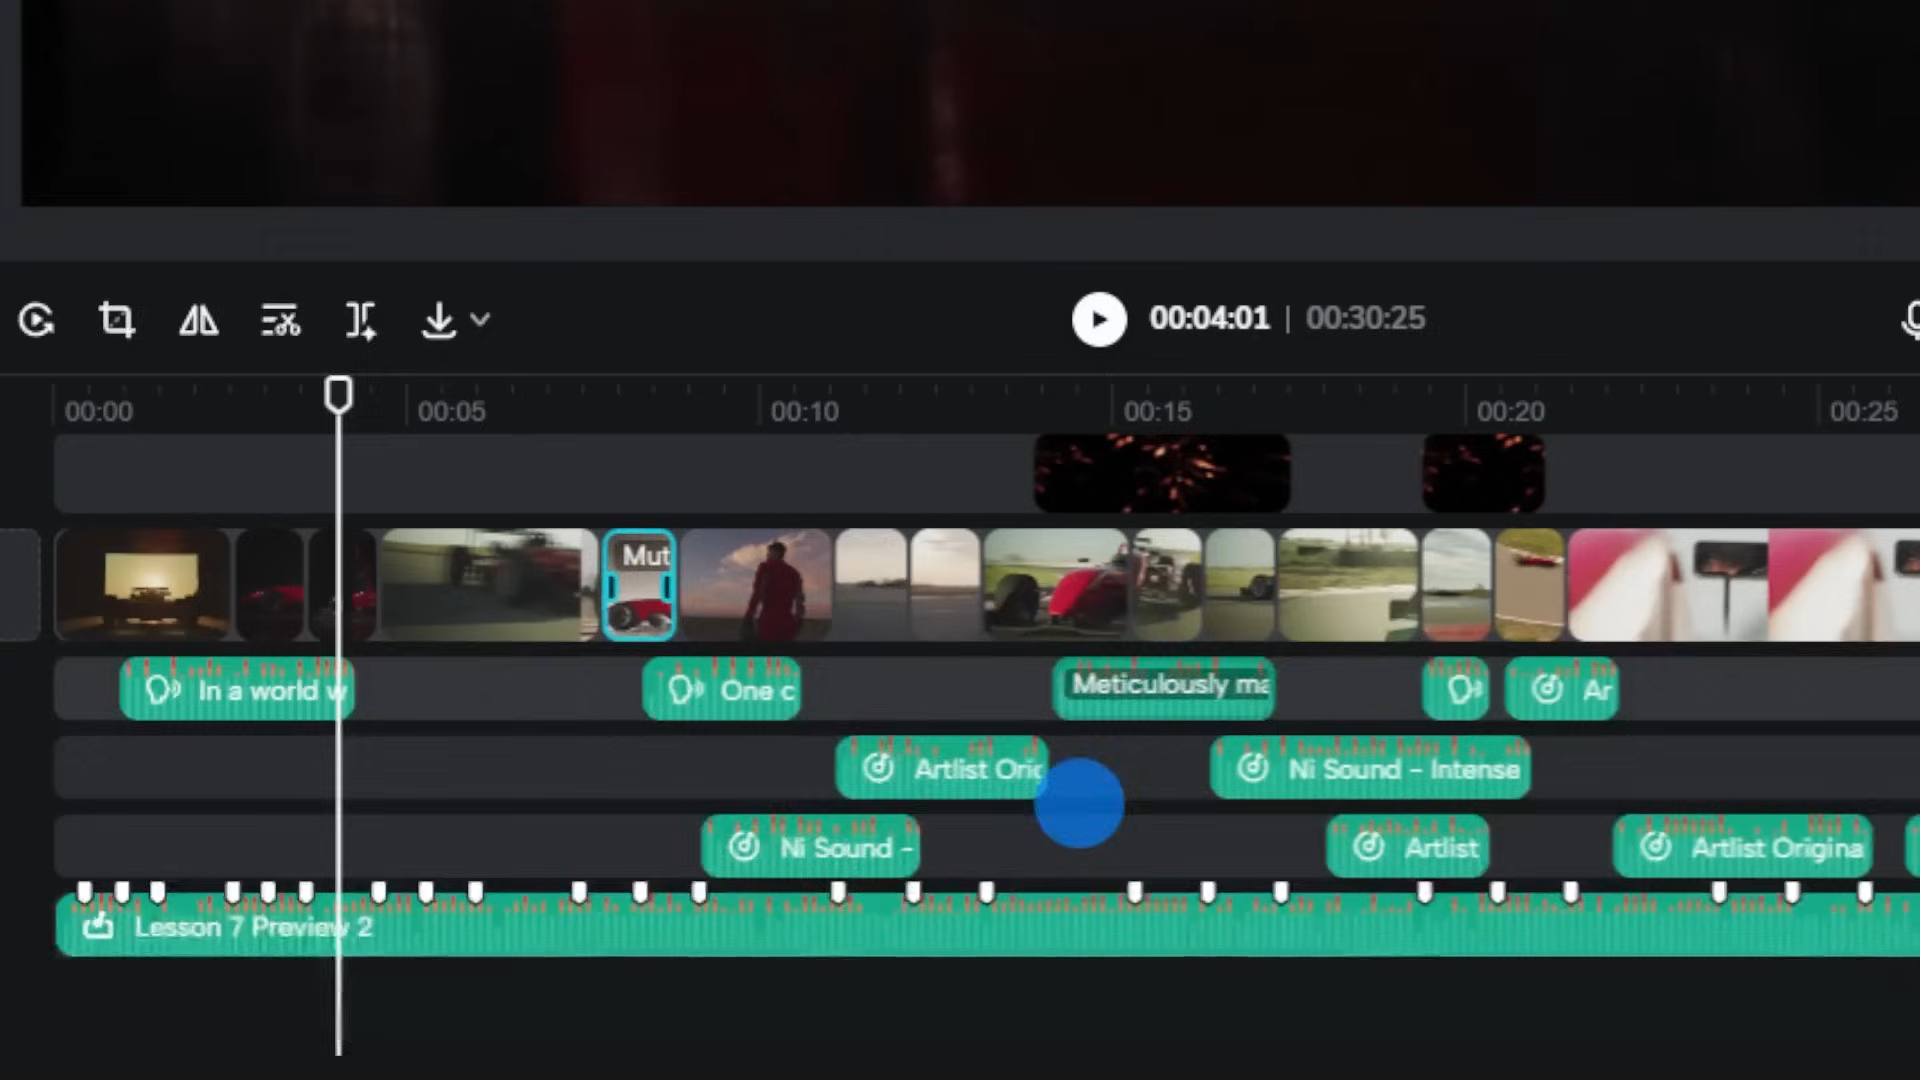 00:04:01 | 00:30:25
00:00 00:05 00:10 00:15 00:20 00:25
Mut
In a world w One c Meticulously ma Ar
Artlist Orig Ni Sound - Intense
Ni Sound - Artlist Artlist Origina
Lesson 7 Preview 2